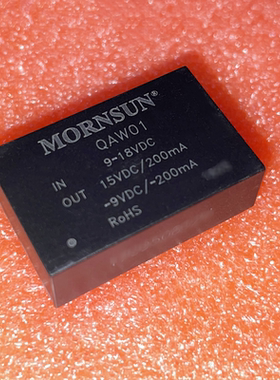 MORNSUN®
QAW01
IN 9-18VDC
OUT 15VDC/200mA
-9VDC/-200mA
RoHS